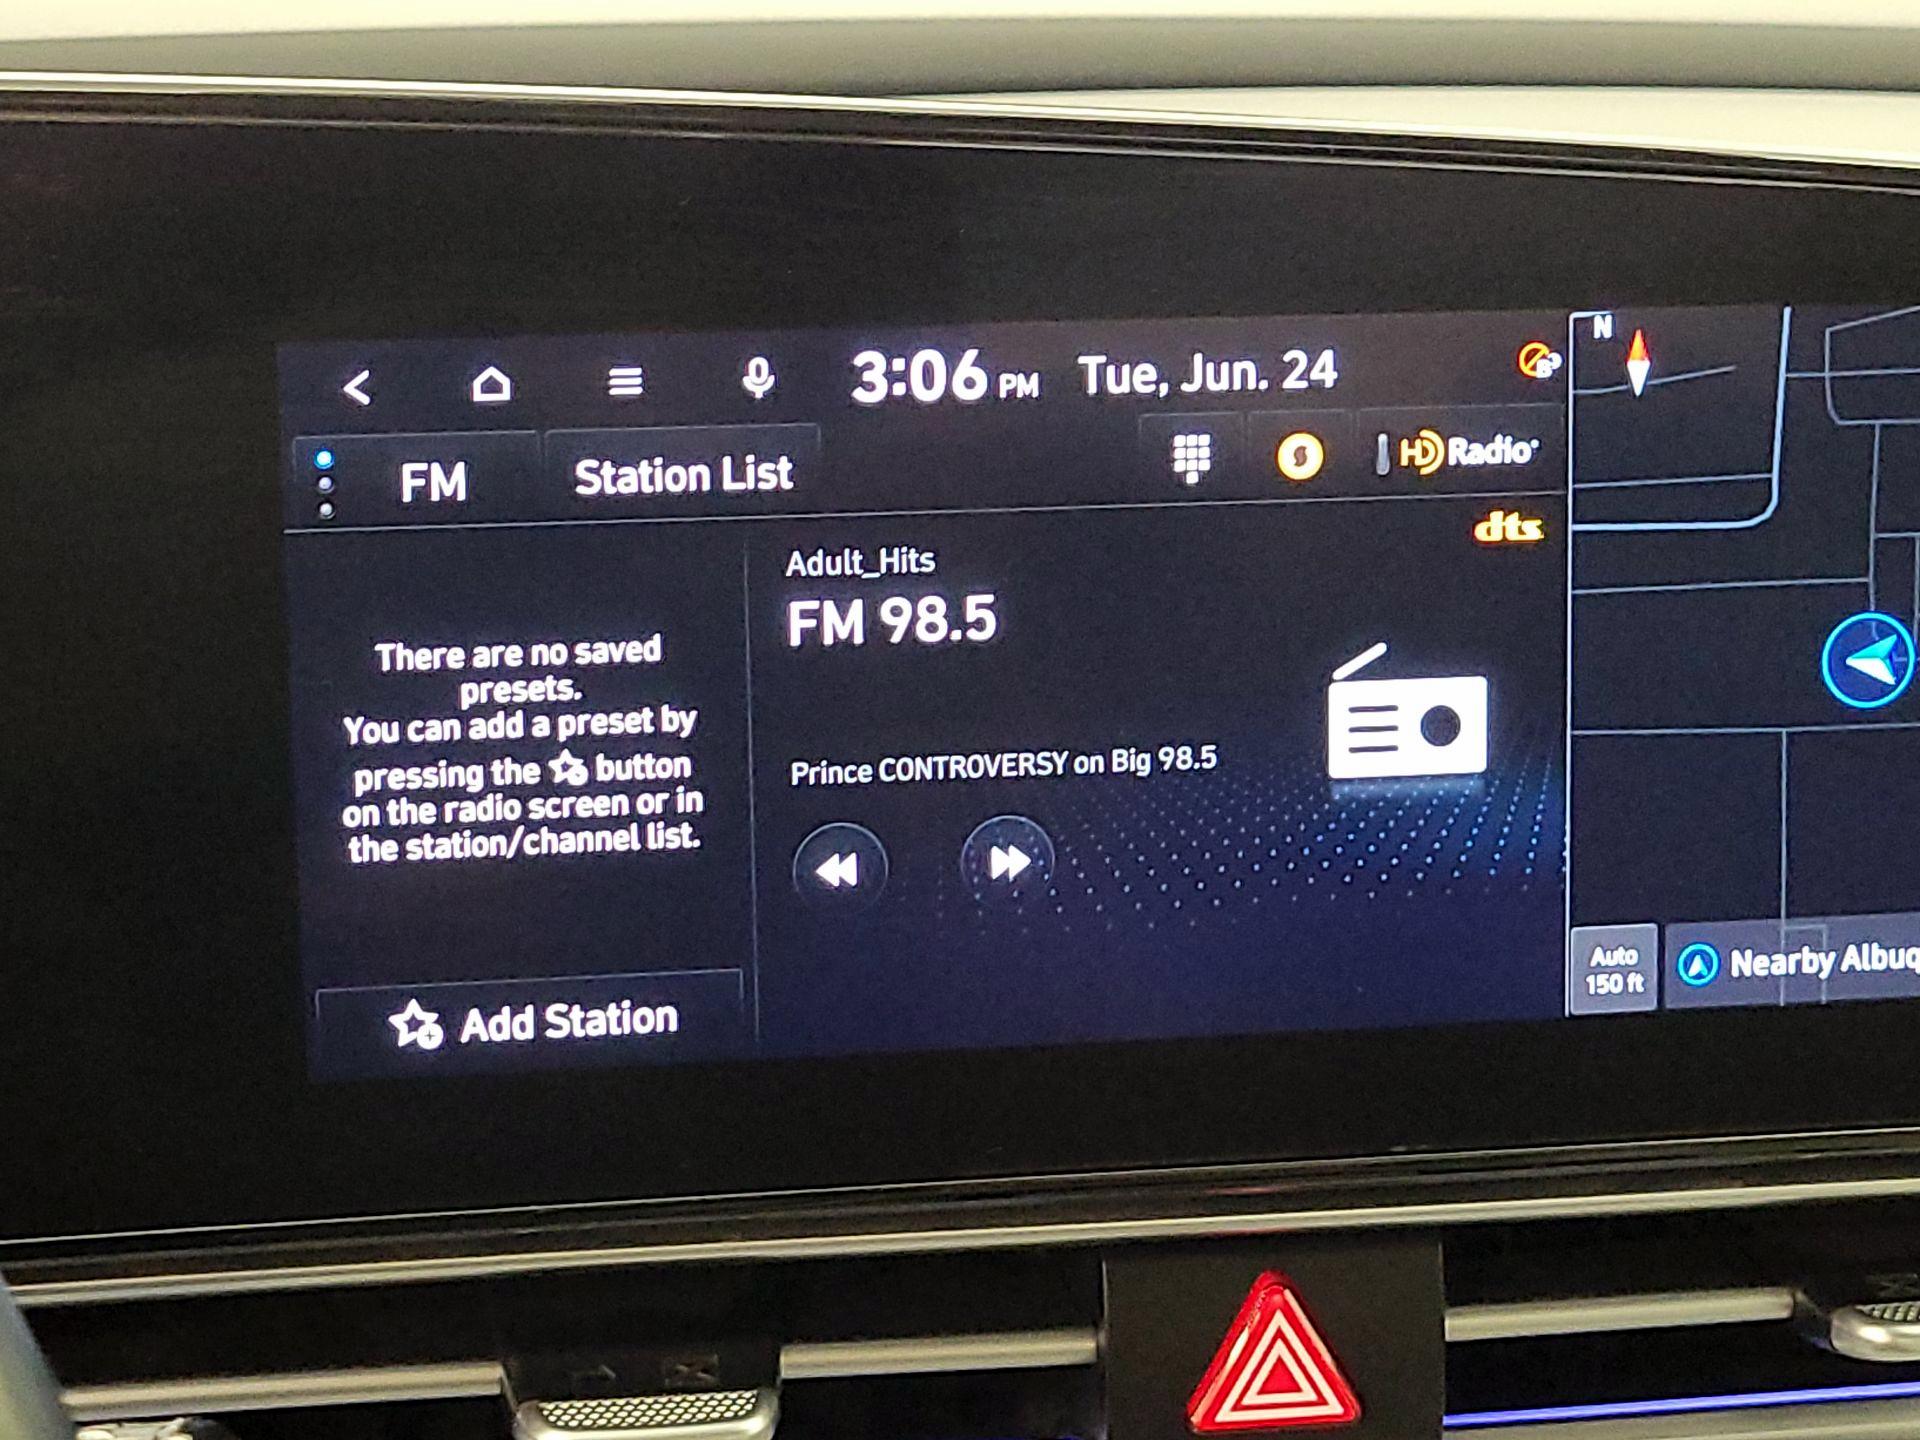 3:06 PM Tue, Jun. 24
N
FM
Station List
HD Radio
dts
Adult_Hits
FM 98.5
There are no saved
presets.
You can add a preset by
pressing the button
on the radio screen or in
the station/channel list.
Prince CONTROVERSY on Big 98.5
Add Station
Auto
150 ft
Nearby Albuq